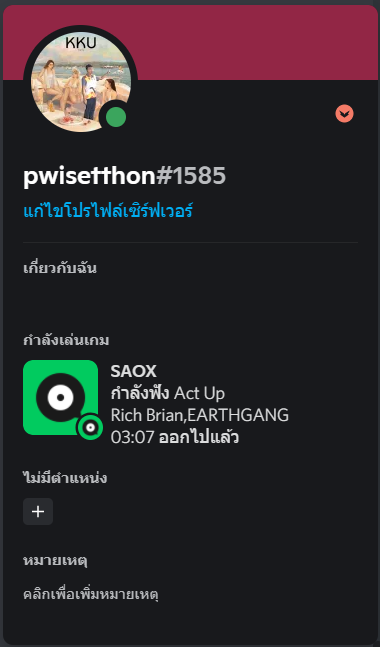 KKU
pwisetthon#1585
แก้ไขโปรไฟล์เซิร์ฟเวอร์
เกี่ยวกับฉัน
กำลังเล่นเกม
SAOX
กำลังฟัง Act Up
Rich Brian,EARTHGANG
03:07 ออกไปแล้ว
ไม่มีตำแหน่ง
+
หมายเหตุ
คลิกเพื่อเพิ่มหมายเหตุ